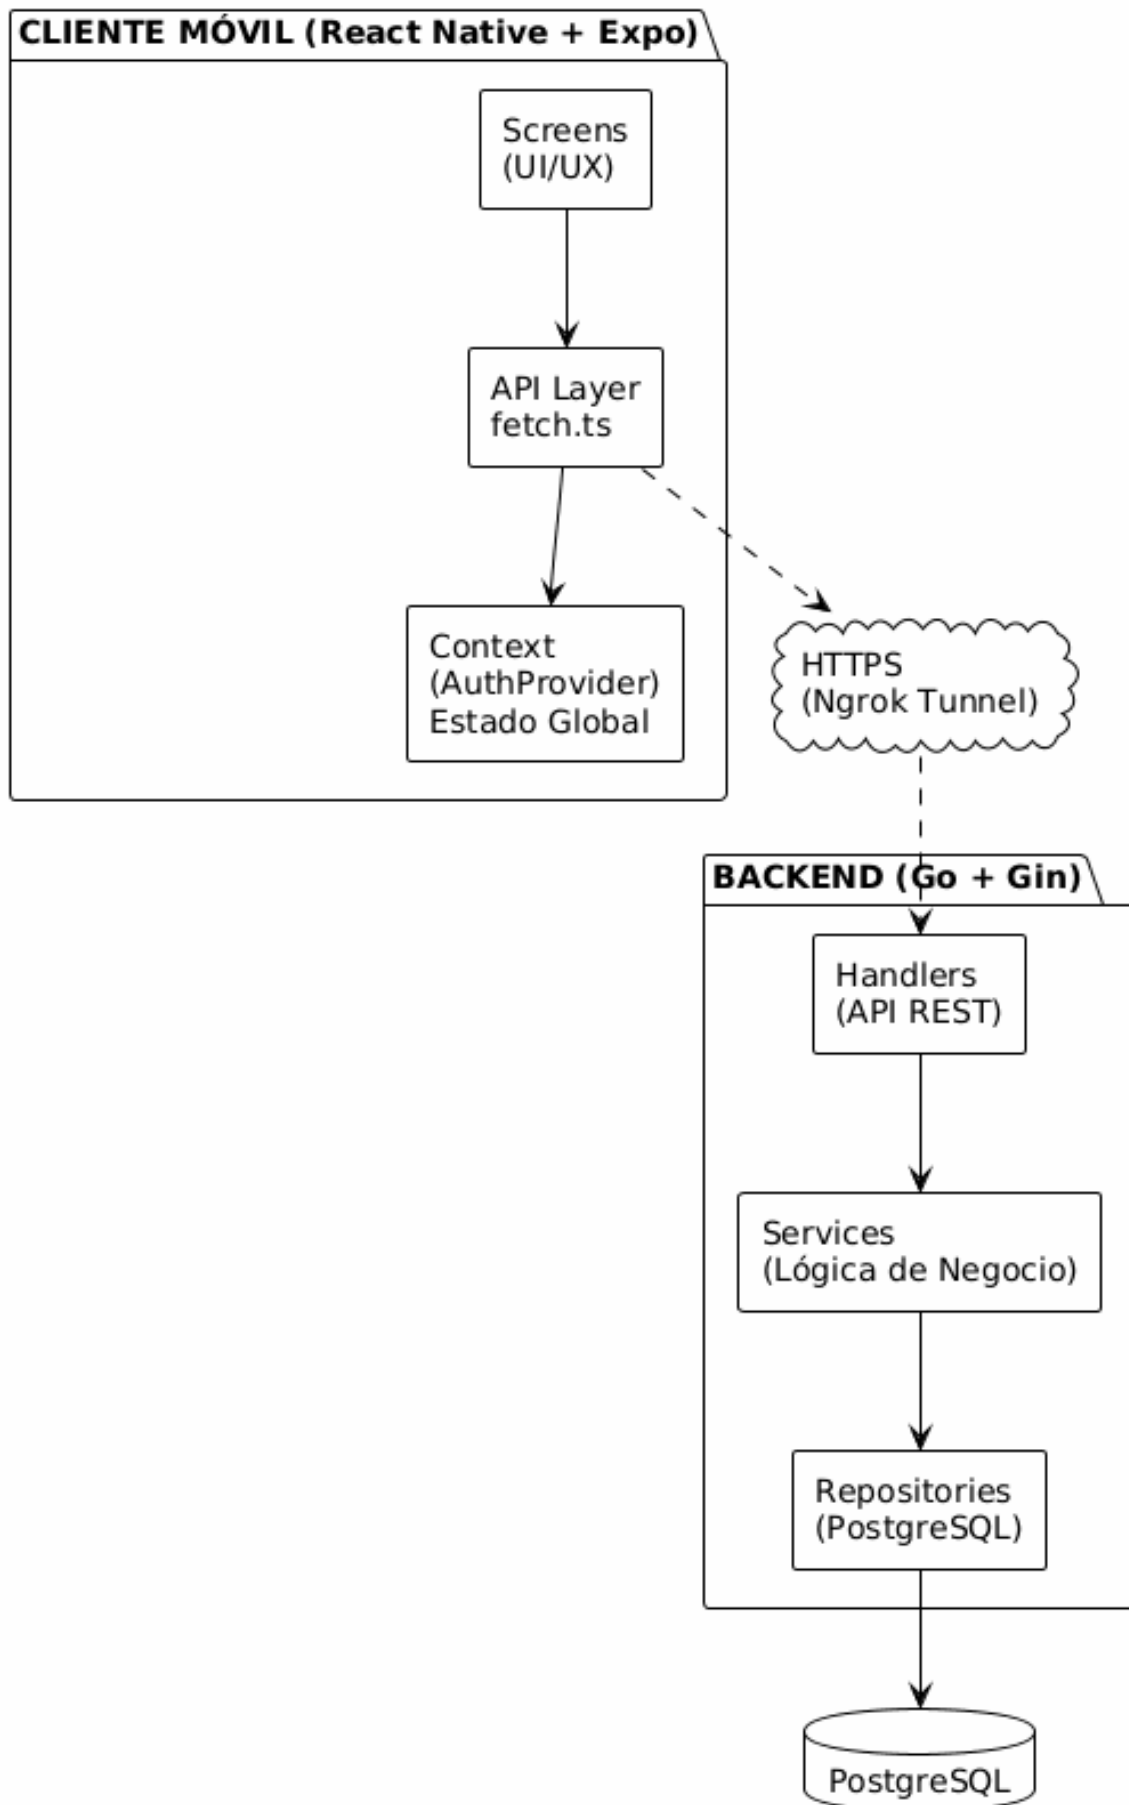 CLIENTE MÓVIL (React Native + Expo)
Screens
(UI/UX)
API Layer
fetch.ts
Context
(AuthProvider)
Estado Global
HTTPS
(Ngrok Tunnel)
BACKEND (Go + Gin)
Handlers
(API REST)
Services
(Lógica de Negocio)
Repositories
(PostgreSQL)
PostgreSQL